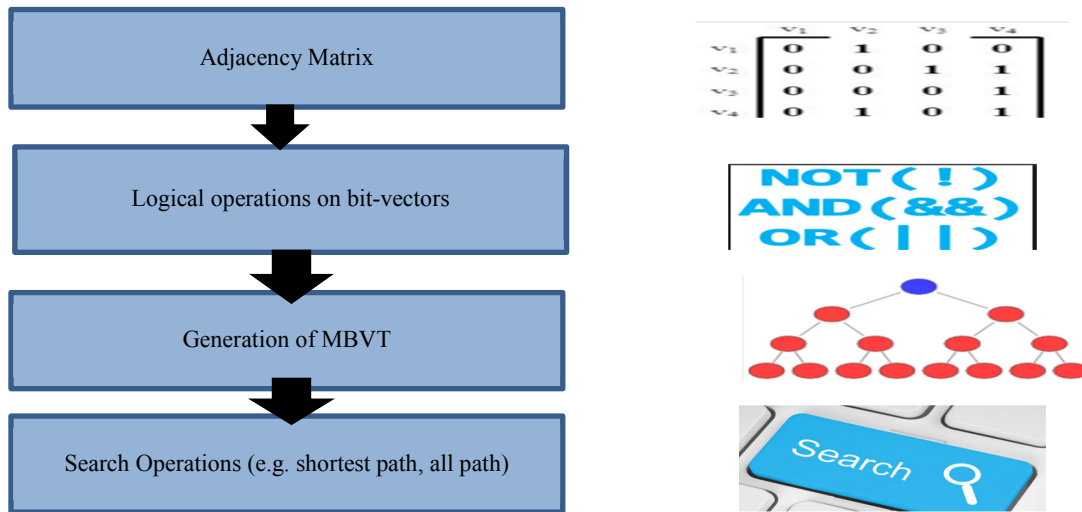 Adjacency Matrix
v₁ v₂ v₃ v₄
v₁ 0 1 0 0
v₂ 0 0 1 1
v₃ 0 0 0 1
v₄ 0 1 0 1
Logical operations on bit-vectors
NOT(!)
AND(&&)
OR(||)
Generation of MBVT
Search Operations (e.g. shortest path, all path)
Search